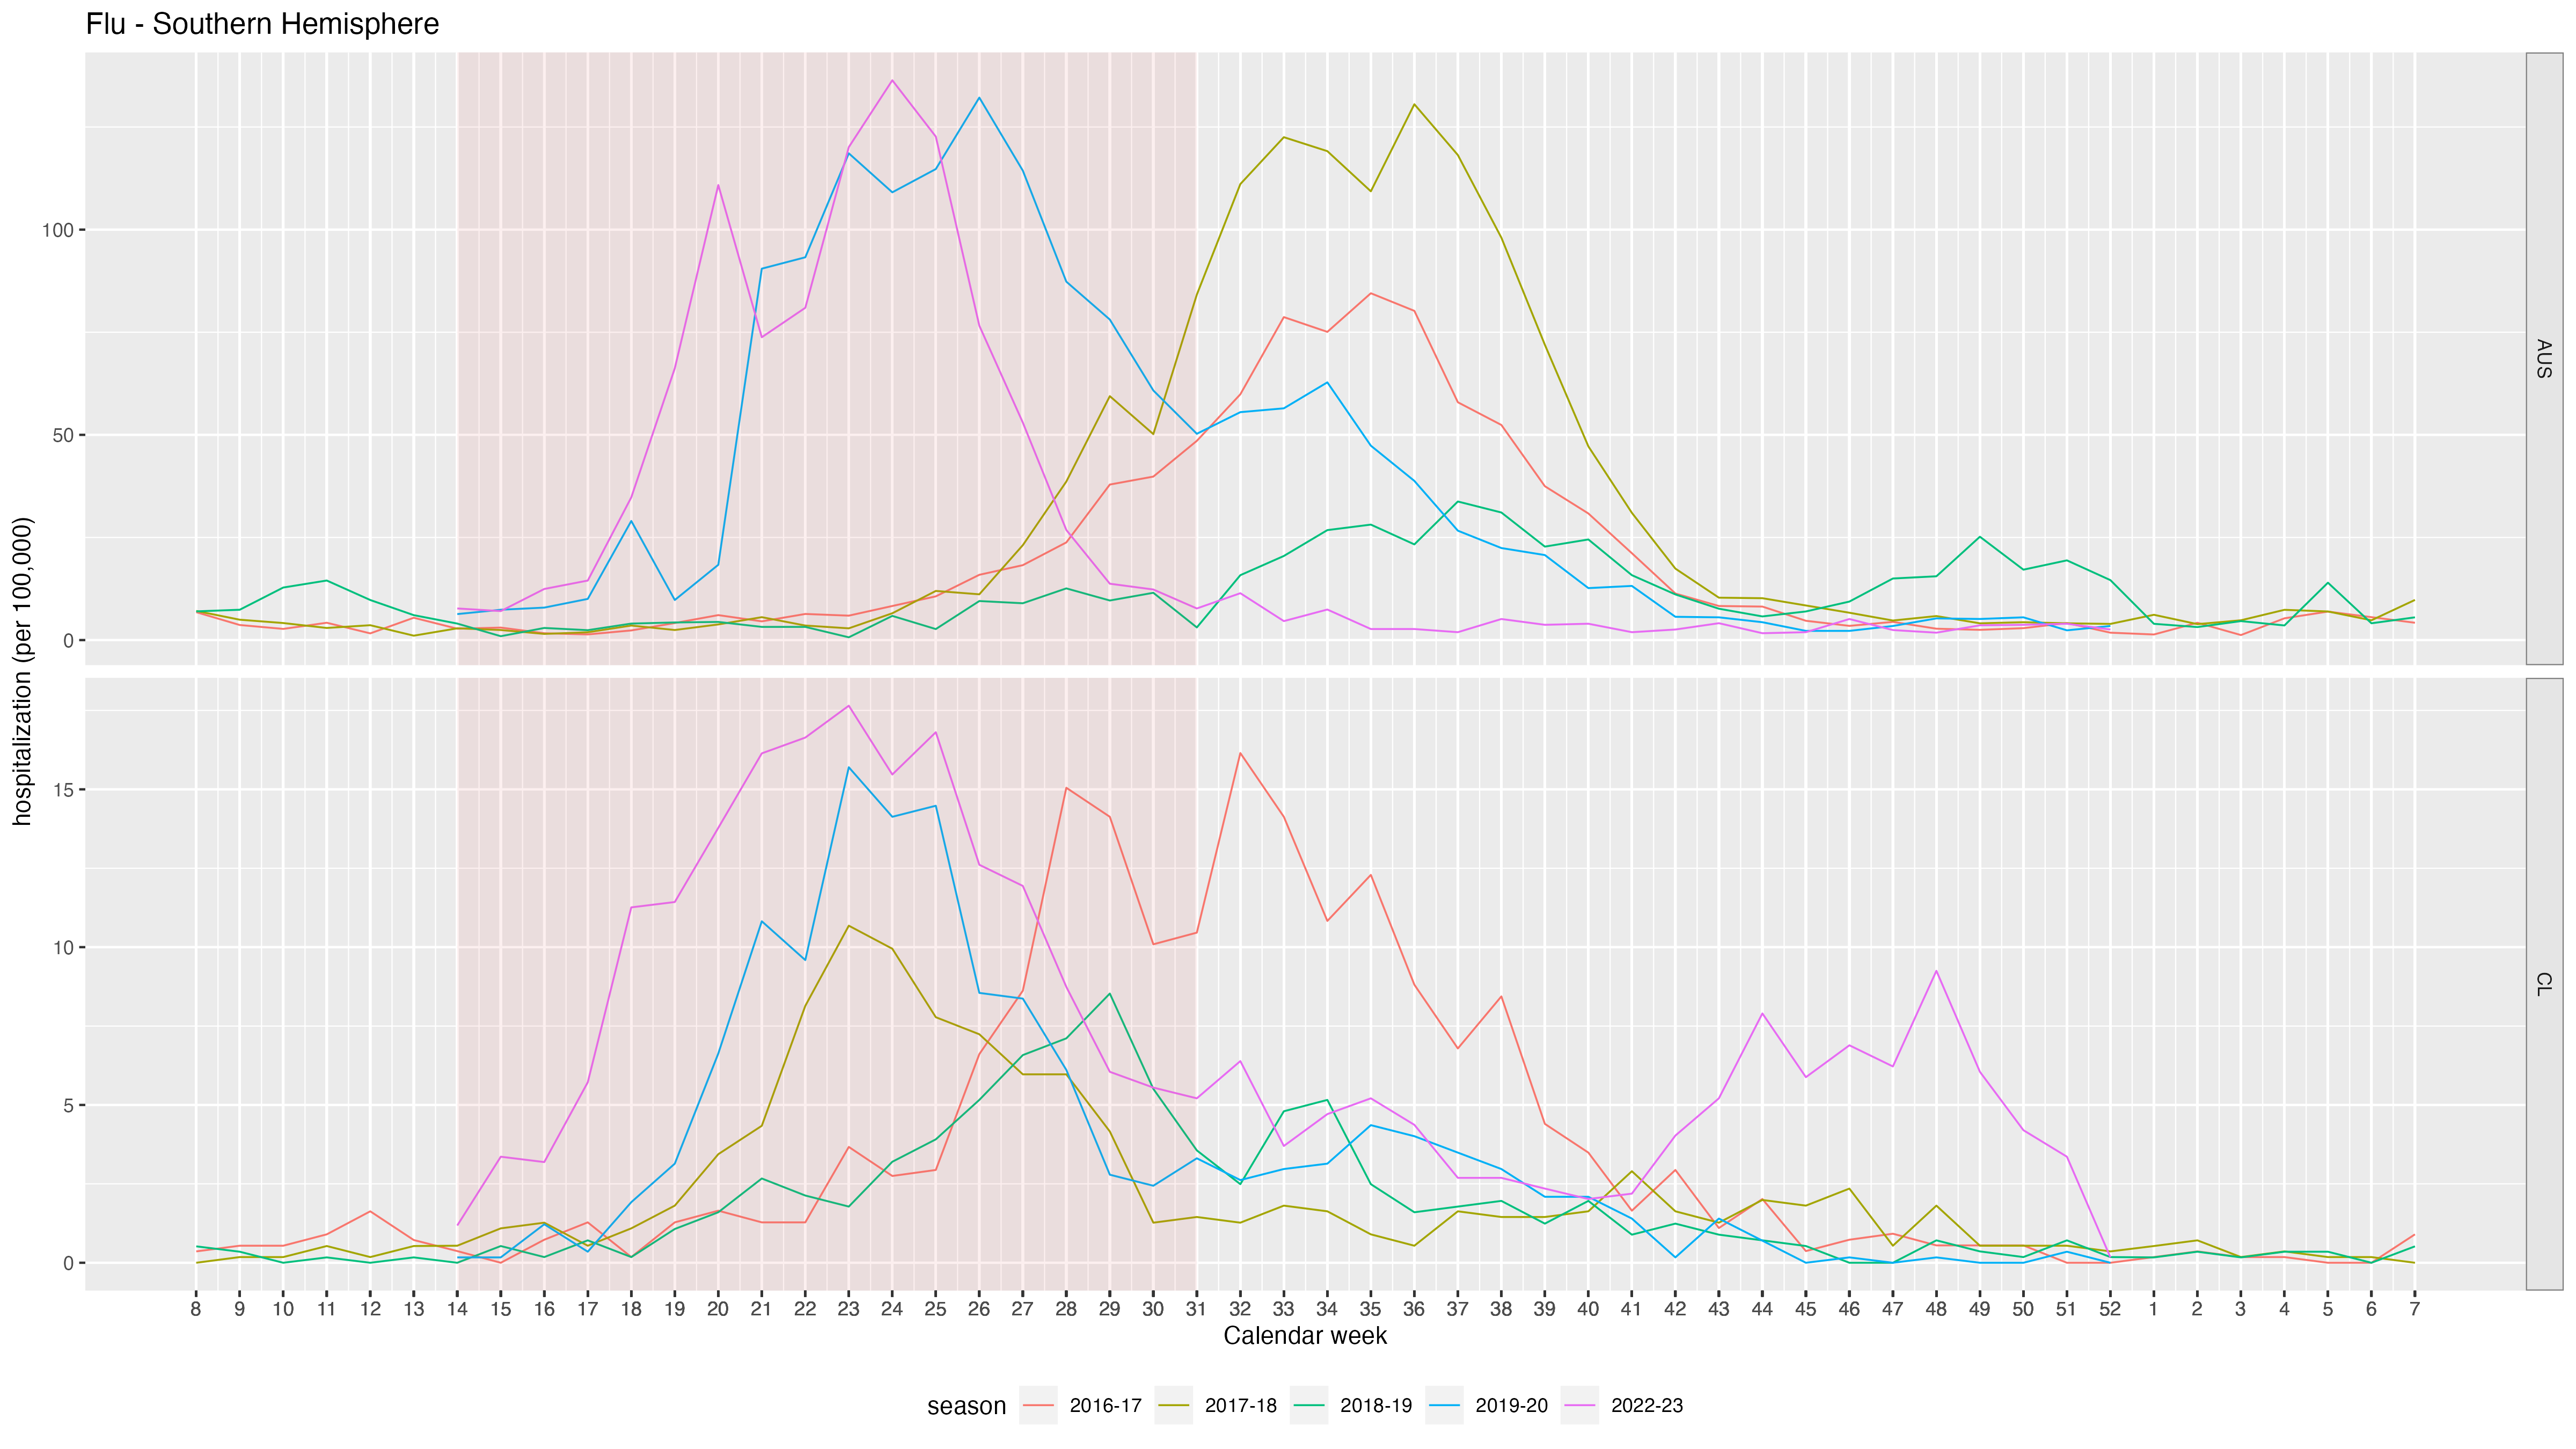 Flu - Southern Hemisphere
hospitalization (per 100,000)
100
50
0
AUS
15
10
5
0
CL
8 9 10 11 12 13 14 15 16 17 18 19 20 21 22 23 24 25 26 27 28 29 30 31 32 33 34 35 36 37 38 39 40 41 42 43 44 45 46 47 48 49 50 51 52 1 2 3 4 5 6 7
Calendar week
season 2016-17 2017-18 2018-19 2019-20 2022-23